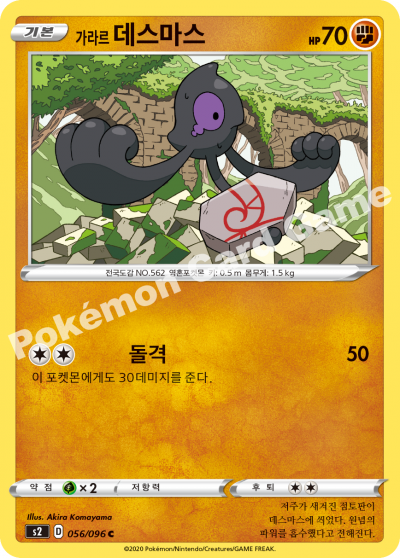 기본 가라르 데스마스 HP 70
전국도감 NO.562 영혼포켓몬 키: 0.5 m 몸무게: 1.5 kg
Pokémon Card Game
돌격 50
이 포켓몬에게도 30데미지를 준다.
약점 ×2 저항력 후퇴
Illus. Akira Komayama
s2 D 056/096 C
저주가 새겨진 점토판이
데스마스에 씌었다. 원념의
파워를 흡수했다고 전해진다.
©2020 Pokémon/Nintendo/Creatures/GAME FREAK.